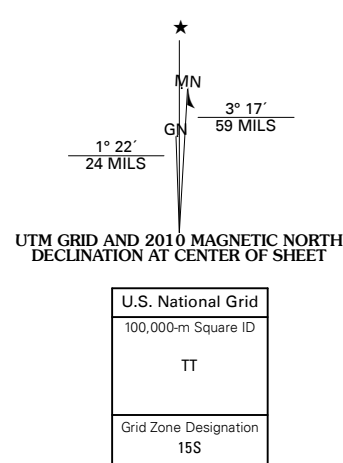 MN
3° 17´
59 MILS
GN
1° 22´
24 MILS
UTM GRID AND 2010 MAGNETIC NORTH
DECLINATION AT CENTER OF SHEET
U.S. National Grid
100,000-m Square ID
TT
Grid Zone Designation
15S